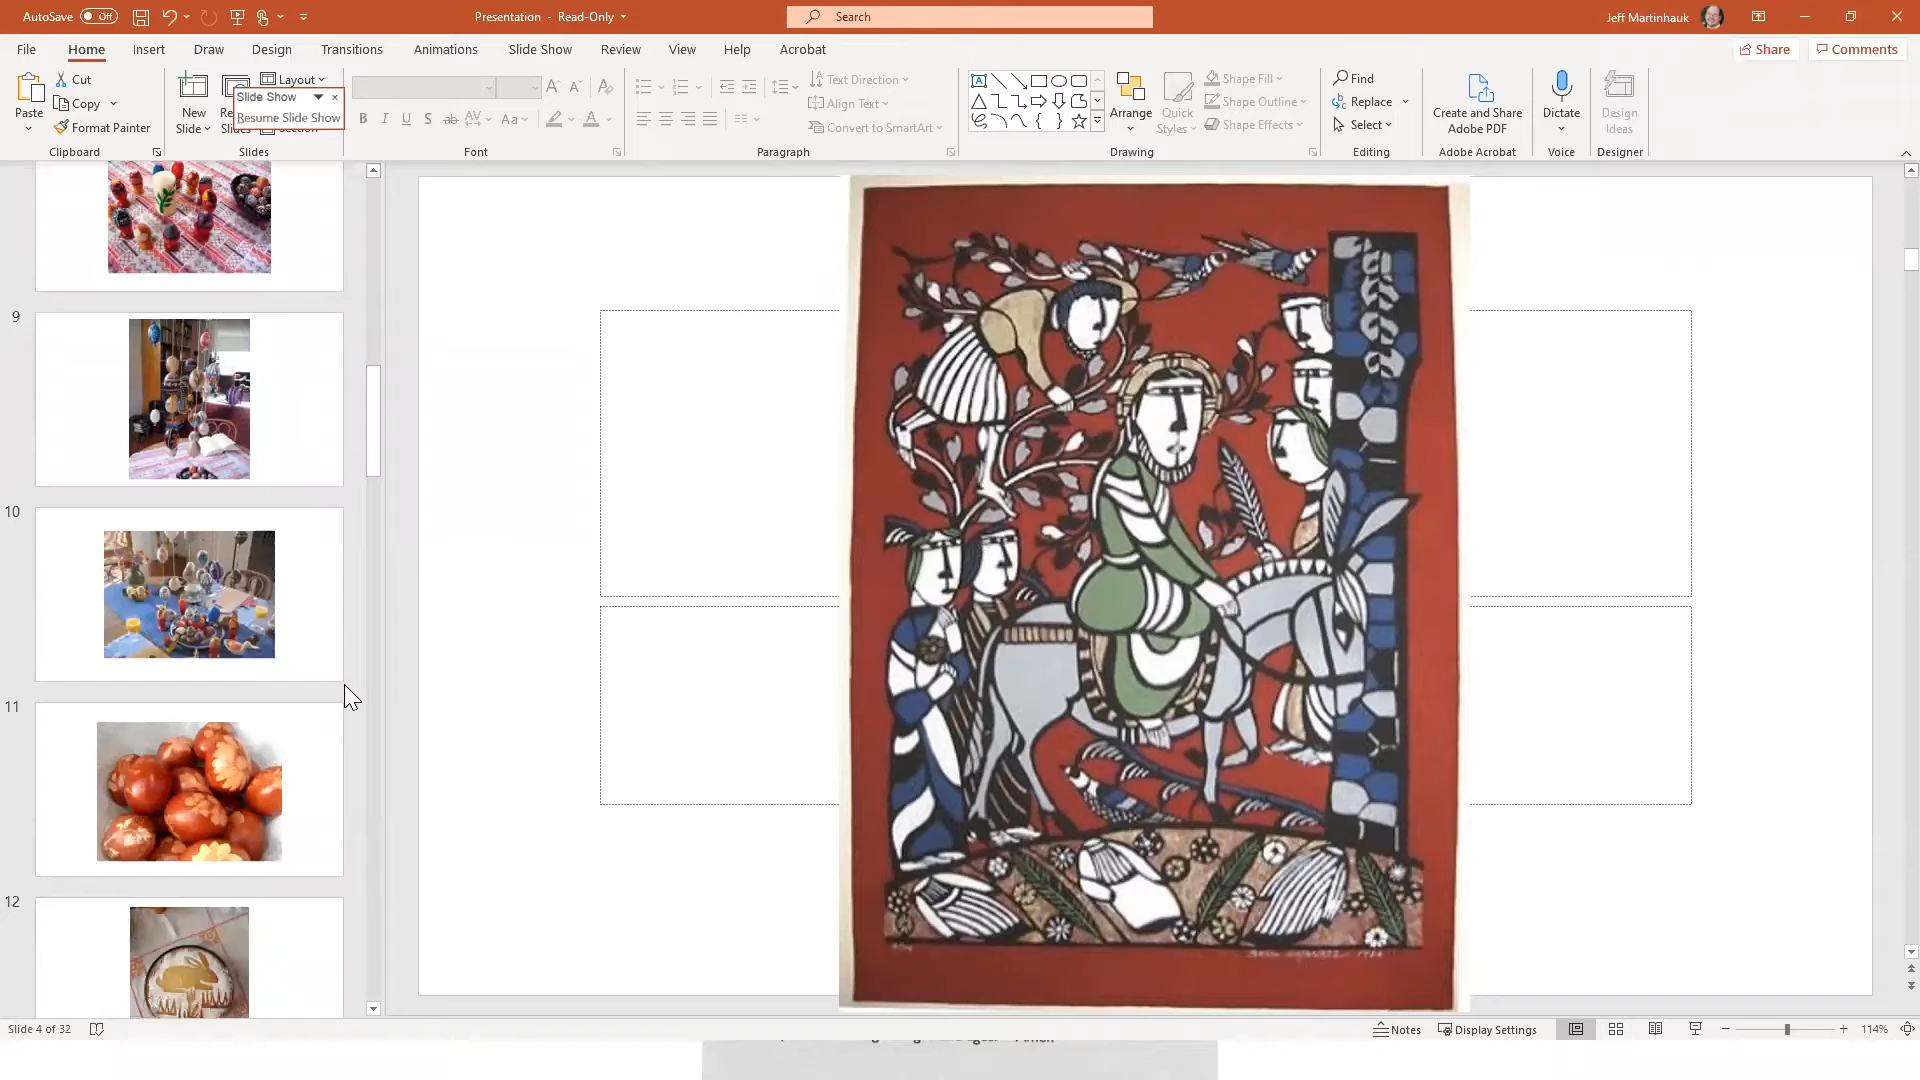 AutoSave Off
Presentation - Read-Only
Search
Jeff Martinhauk
File Home Insert Draw Design Transitions Animations Slide Show Review View Help Acrobat
Share Comments
Paste
Cut
Copy
Format Painter
Clipboard
New Slide
Layout
Slide Show
Resume Slide Show
Slides
B I U S ab AV Aa A
Font
Text Direction
Align Text
Convert to SmartArt
Paragraph
Arrange
Quick Styles
Shape Fill
Shape Outline
Shape Effects
Drawing
Find
Replace
Select
Editing
Create and Share Adobe PDF
Adobe Acrobat
Dictate
Voice
Design Ideas
Designer
9
10
11
12
Slide 4 of 32
Notes
Display Settings
114%